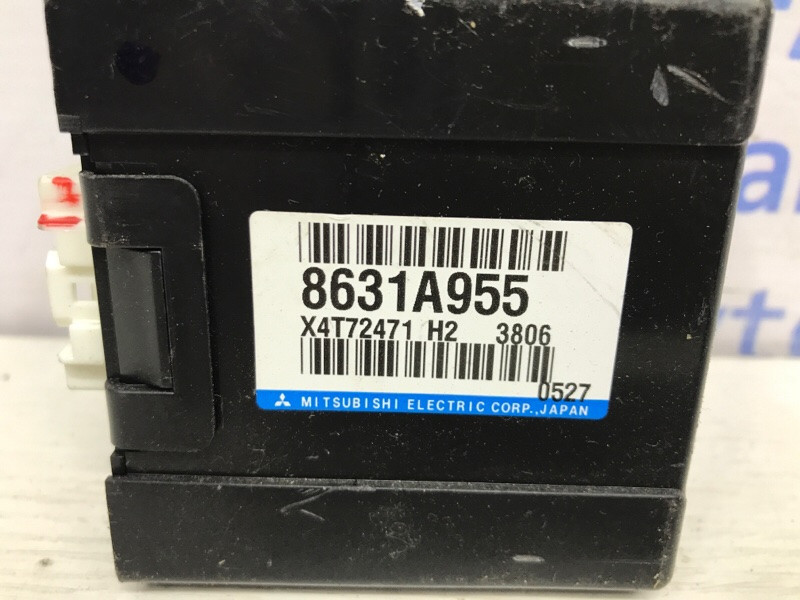 8631A955
X4T72471 H2 3806
0527
MITSUBISHI ELECTRIC CORP.,JAPAN